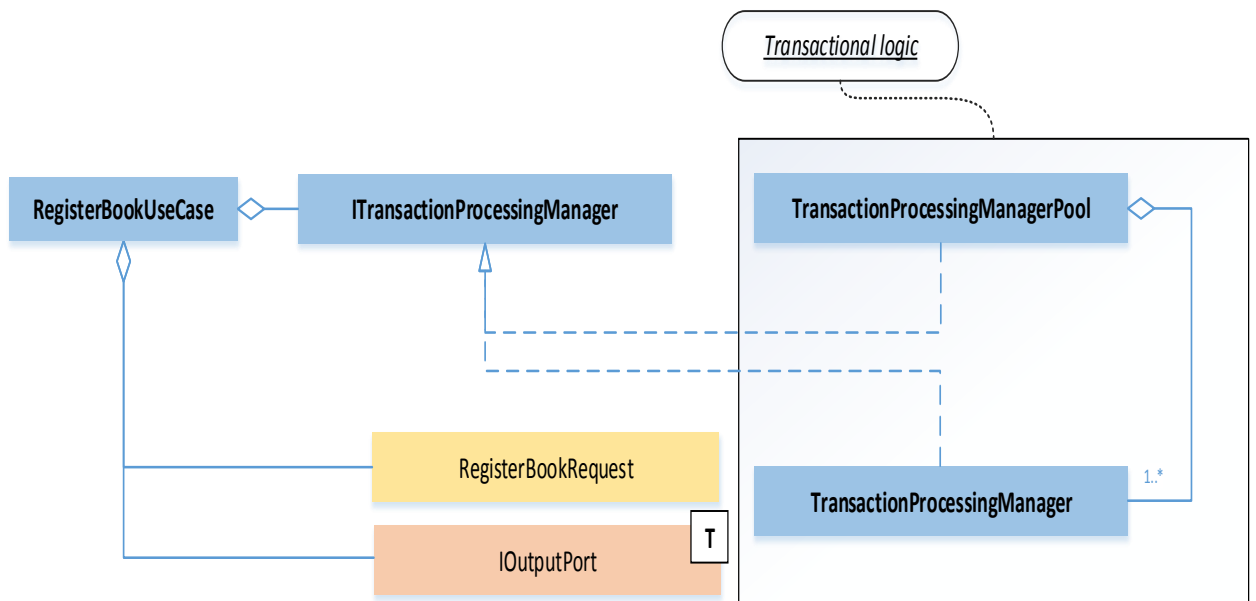 Transactional logic
RegisterBookUseCase
ITransactionProcessingManager
TransactionProcessingManagerPool
RegisterBookRequest
1..*
TransactionProcessingManager
T
IOutputPort